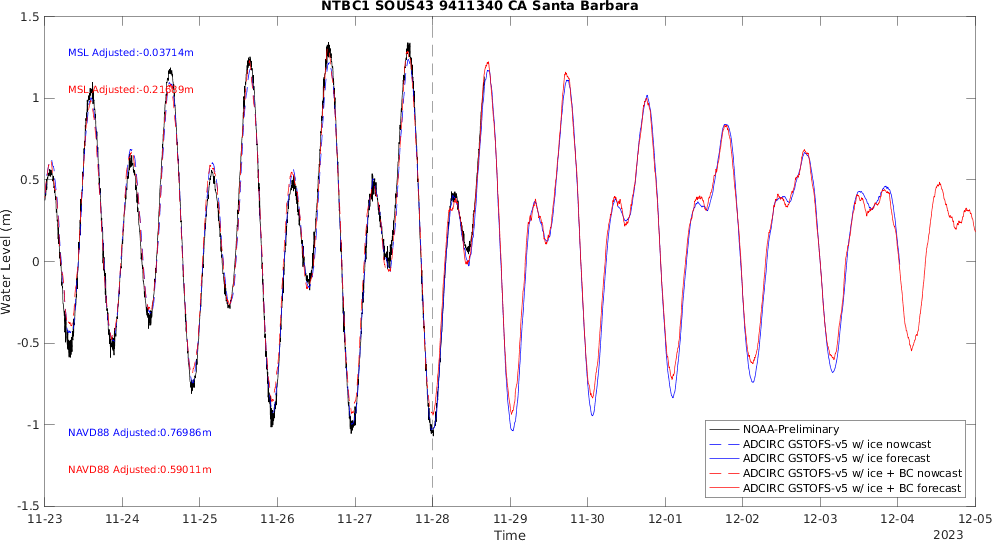 NTBC1 SOUS43 9411340 CA Santa Barbara
1.5
MSL Adjusted:-0.03714m
MSL Adjusted:-0.21639m
1
0.5
0
-0.5
-1
-1.5
Water Level (m)
NAVD88 Adjusted:0.76986m
NAVD88 Adjusted:0.59011m
NOAA-Preliminary
ADCIRC GSTOFS-v5 w/ ice nowcast
ADCIRC GSTOFS-v5 w/ ice forecast
ADCIRC GSTOFS-v5 w/ ice + BC nowcast
ADCIRC GSTOFS-v5 w/ ice + BC forecast
11-23 11-24 11-25 11-26 11-27 11-28 11-29 11-30 12-01 12-02 12-03 12-04 12-05
Time
2023